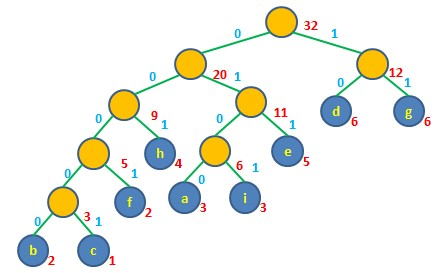 0 32 1
0 20 1 0 12 1
0 9 1 0 11 1 d 6 g 6
0 5 1 h 4 0 6 1 e 5
0 3 1 f 2 a 3 i 3
b 2 c 1